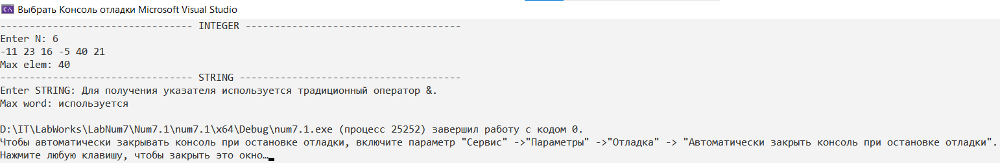 Выбрать Консоль отладки Microsoft Visual Studio
--------------------------------- INTEGER -------------------------------------
Enter N: 6
-11 23 16 -5 40 21
Max elem: 40
--------------------------------- STRING --------------------------------------
Enter STRING: Для получения указателя используется традиционный оператор &.
Max word: используется
D:\IT\LabWorks\LabNum7\Num7.1\num7.1\x64\Debug\num7.1.exe (процесс 25252) завершил работу с кодом 0.
Чтобы автоматически закрывать консоль при остановке отладки, включите параметр "Сервис" ->"Параметры" ->"Отладка" -> "Автоматически закрыть консоль при остановке отладки".
Нажмите любую клавишу, чтобы закрыть это окно…